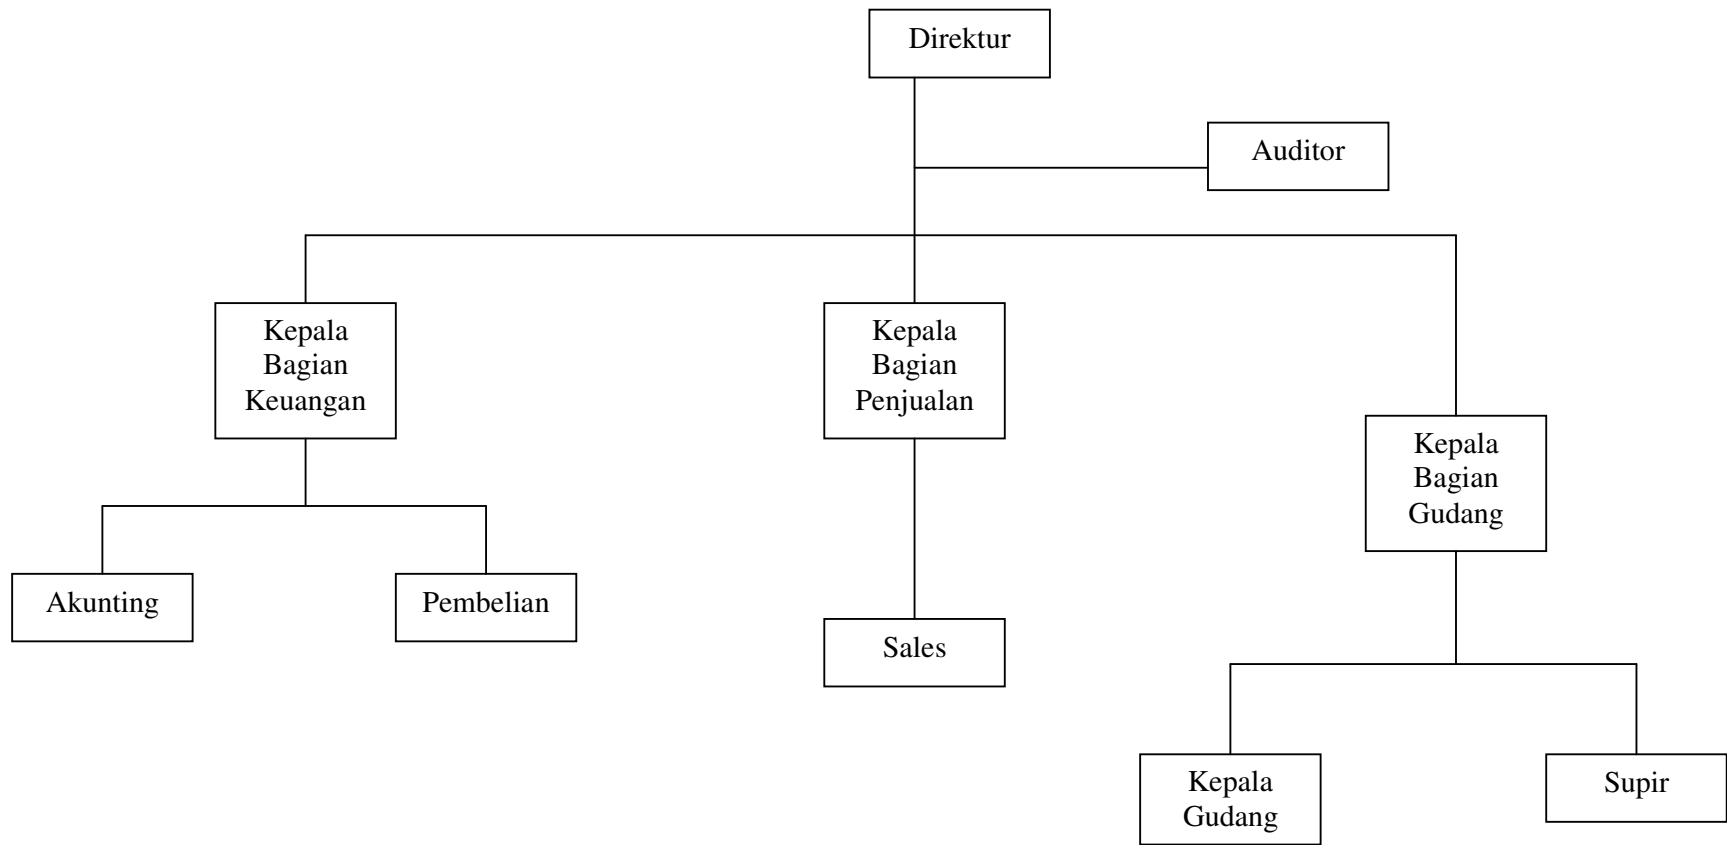 Direktur
Auditor
Kepala
Bagian
Keuangan
Kepala
Bagian
Penjualan
Kepala
Bagian
Gudang
Akunting
Pembelian
Sales
Kepala
Gudang
Supir